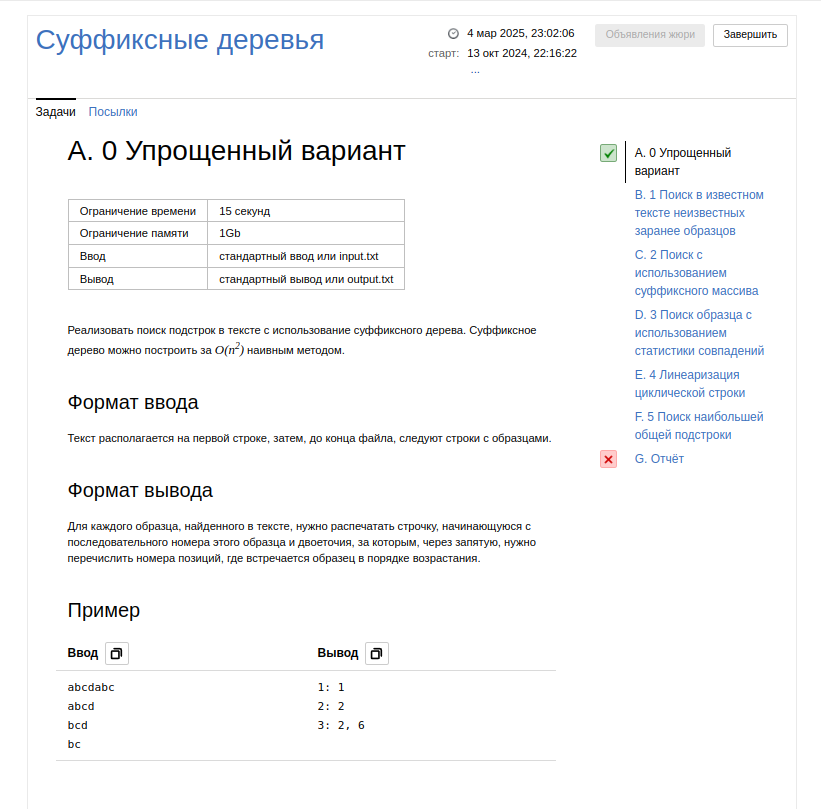 Суффиксные деревья
4 мар 2025, 23:02:06
старт: 13 окт 2024, 22:16:22
...
Объявления жюри
Завершить
Задачи Посылки
A. 0 Упрощенный вариант
Ограничение времени 15 секунд
Ограничение памяти 1Gb
Ввод стандартный ввод или input.txt
Вывод стандартный вывод или output.txt
Реализовать поиск подстрок в тексте с использование суффиксного дерева. Суффиксное
дерево можно построить за O(n²) наивным методом.
Формат ввода
Текст располагается на первой строке, затем, до конца файла, следуют строки с образцами.
Формат вывода
Для каждого образца, найденного в тексте, нужно распечатать строчку, начинающуюся с
последовательного номера этого образца и двоеточия, за которым, через запятую, нужно
перечислить номера позиций, где встречается образец в порядке возрастания.
Пример
Ввод Вывод
abcdabc 1: 1
abcd 2: 2
bcd 3: 2, 6
bc
A. 0 Упрощенный
вариант
B. 1 Поиск в известном
тексте неизвестных
заранее образцов
C. 2 Поиск с
использованием
суффиксного массива
D. 3 Поиск образца с
использованием
статистики совпадений
E. 4 Линеаризация
циклической строки
F. 5 Поиск наибольшей
общей подстроки
G. Отчёт